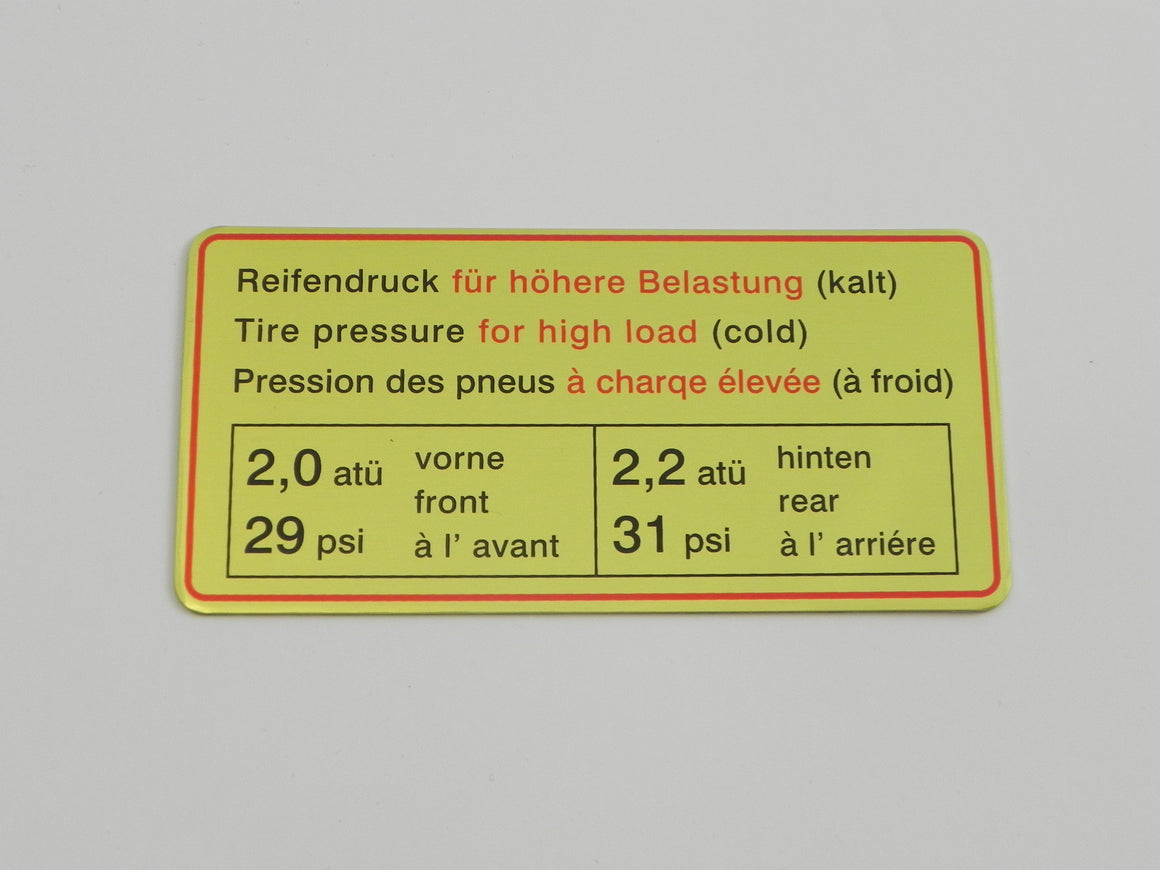 Reifendruck für höhere Belastung (kalt)
Tire pressure for high load (cold)
Pression des pneus à charqe élevée (à froid)
2,0 atü
29 psi
vorne
front
à l' avant
2,2 atü
31 psi
hinten
rear
à l' arriére